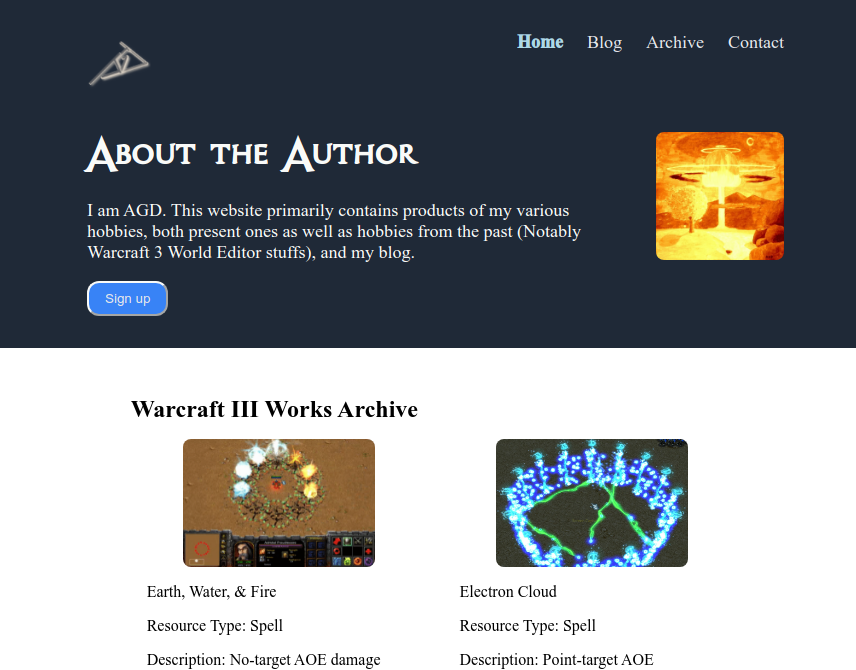 Home Blog Archive Contact
About the Author
I am AGD. This website primarily contains products of my various
hobbies, both present ones as well as hobbies from the past (Notably
Warcraft 3 World Editor stuffs), and my blog.
Sign up
Warcraft III Works Archive
Earth, Water, & Fire
Electron Cloud
Resource Type: Spell
Resource Type: Spell
Description: No-target AOE damage
Description: Point-target AOE